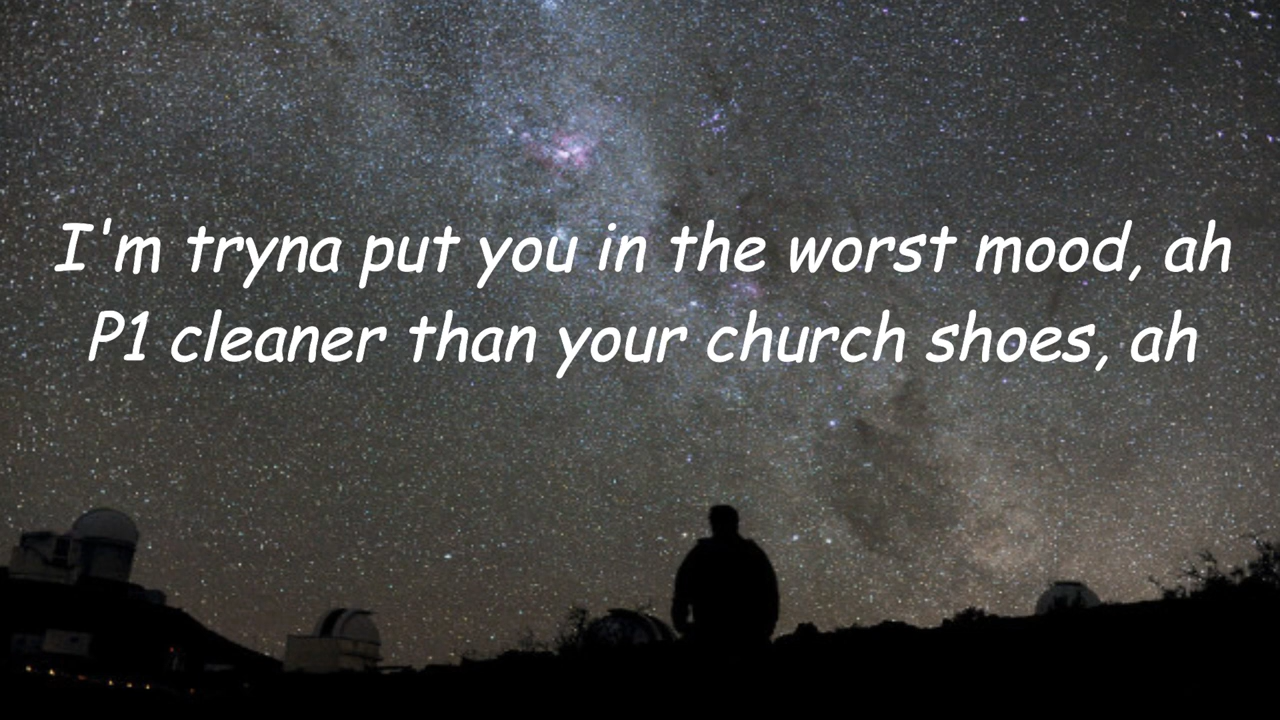 I'm tryna put you in the worst mood, ah
P1 cleaner than your church shoes, ah